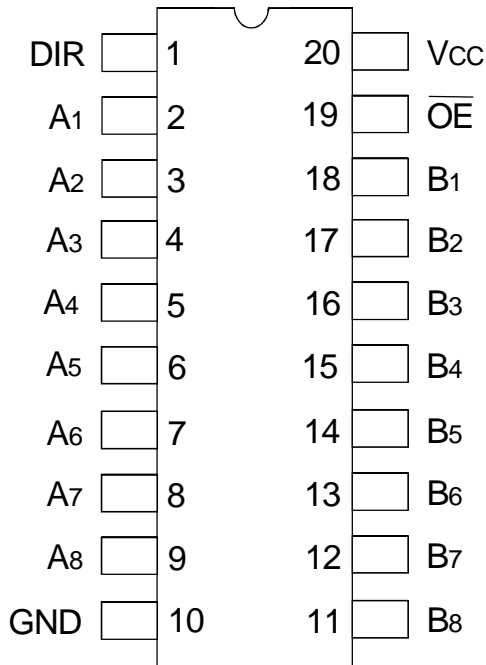 DIR 1 20 VCC
A1 2 19 O̅E̅
A2 3 18 B1
A3 4 17 B2
A4 5 16 B3
A5 6 15 B4
A6 7 14 B5
A7 8 13 B6
A8 9 12 B7
GND 10 11 B8